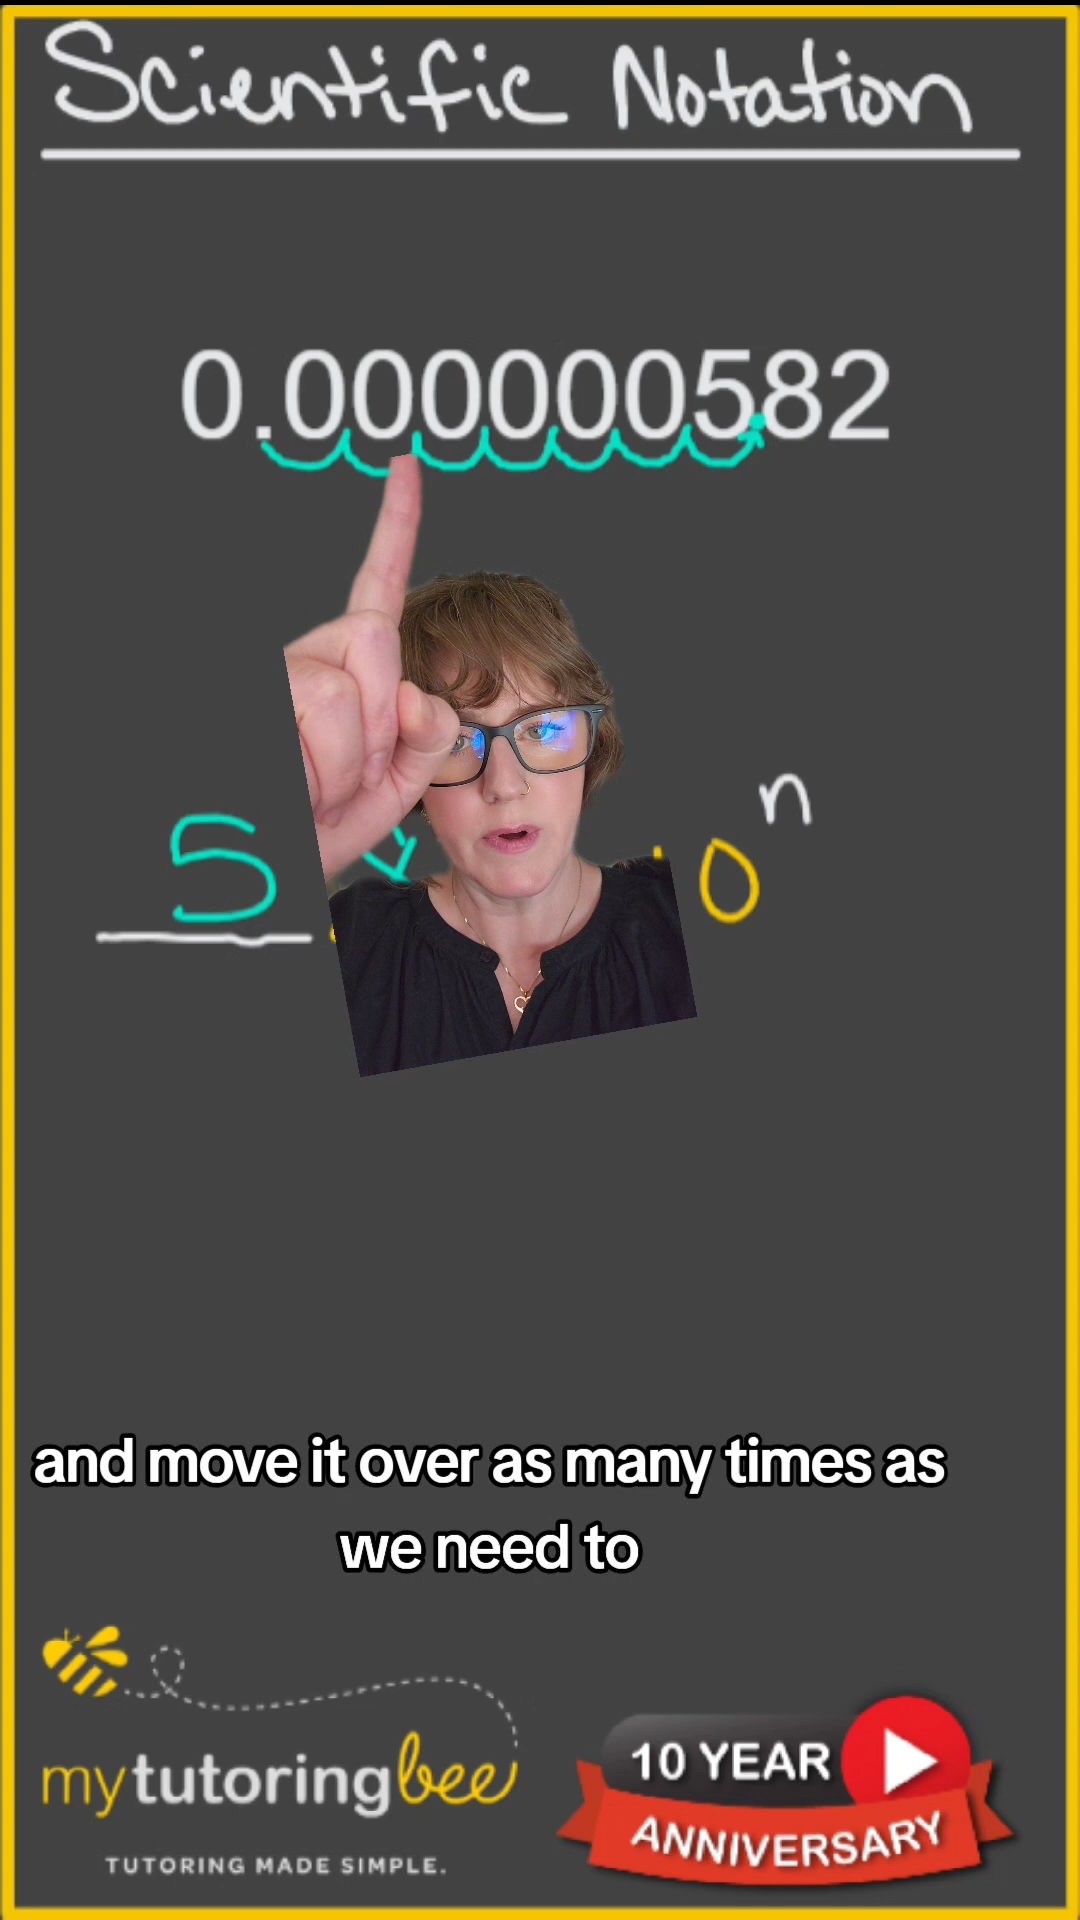 Scientific Notation
0.000000582
5 0ⁿ
and move it over as many times as
we need to
mytutoringbee
TUTORING MADE SIMPLE.
10 YEAR
ANNIVERSARY